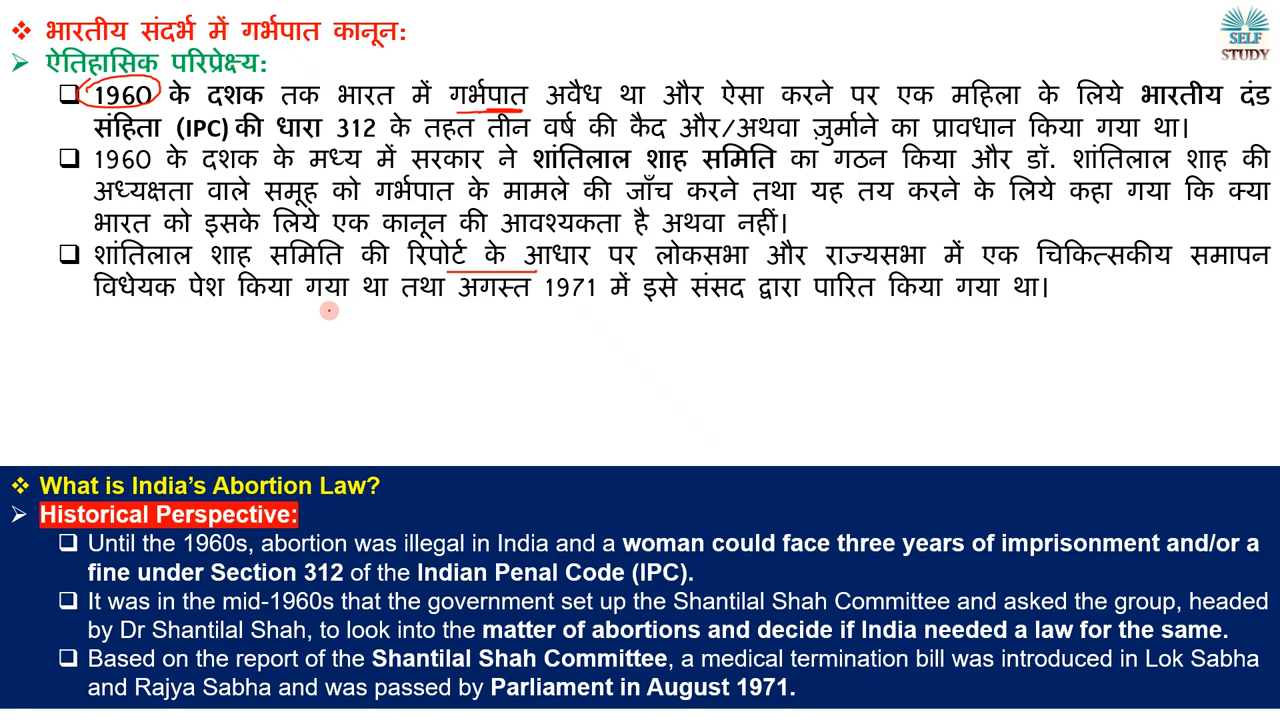 ❖ भारतीय संदर्भ में गर्भपात कानून:
SELF
STUDY
➢ ऐतिहासिक परिप्रेक्ष्य:
❑ 1960 के दशक तक भारत में गर्भपात अवैध था और ऐसा करने पर एक महिला के लिये भारतीय दंड
संहिता (IPC) की धारा 312 के तहत तीन वर्ष की कैद और/अथवा ज़ुर्माने का प्रावधान किया गया था।
❑ 1960 के दशक के मध्य में सरकार ने शांतिलाल शाह समिति का गठन किया और डॉ. शांतिलाल शाह की
अध्यक्षता वाले समूह को गर्भपात के मामले की जाँच करने तथा यह तय करने के लिये कहा गया कि क्या
भारत को इसके लिये एक कानून की आवश्यकता है अथवा नहीं।
❑ शांतिलाल शाह समिति की रिपोर्ट के आधार पर लोकसभा और राज्यसभा में एक चिकित्सकीय समापन
विधेयक पेश किया गया था तथा अगस्त 1971 में इसे संसद द्वारा पारित किया गया था।
❖ What is India's Abortion Law?
➢ Historical Perspective:
❑ Until the 1960s, abortion was illegal in India and a woman could face three years of imprisonment and/or a
fine under Section 312 of the Indian Penal Code (IPC).
❑ It was in the mid-1960s that the government set up the Shantilal Shah Committee and asked the group, headed
by Dr Shantilal Shah, to look into the matter of abortions and decide if India needed a law for the same.
❑ Based on the report of the Shantilal Shah Committee, a medical termination bill was introduced in Lok Sabha
and Rajya Sabha and was passed by Parliament in August 1971.